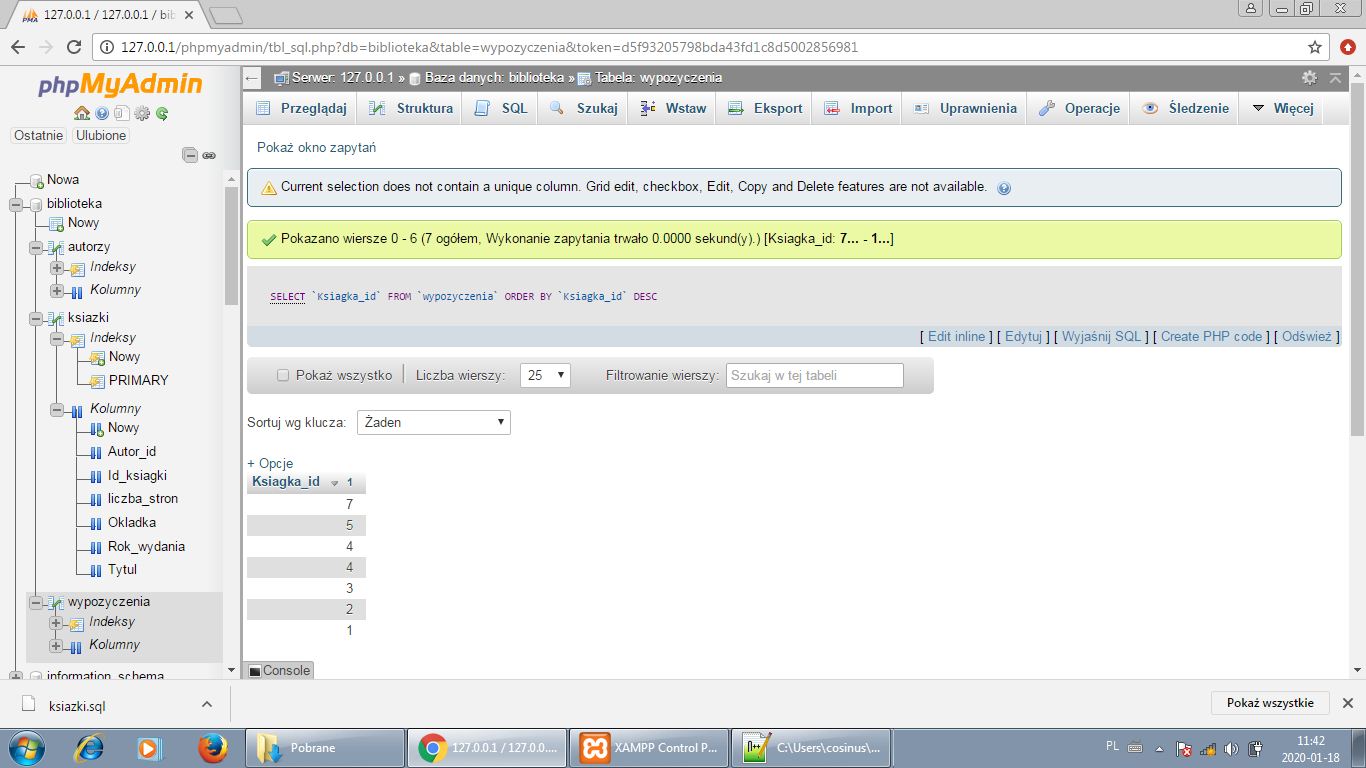 127.0.0.1 / 127.0.0.1 / bib
127.0.0.1/phpmyadmin/tbl_sql.php?db=biblioteka&table=wypozyczenia&token=d5f93205798bda43fd1c8d5002856981
phpMyAdmin
Ostatnie
Ulubione
Nowa
biblioteka
Nowy
autorzy
Indeksy
Kolumny
ksiazki
Indeksy
Nowy
PRIMARY
Kolumny
Nowy
Autor_id
Id_ksiagki
liczba_stron
Okladka
Rok_wydania
Tytul
wypozyczenia
Indeksy
Kolumny
information_schema
Serwer: 127.0.0.1 » Baza danych: biblioteka » Tabela: wypozyczenia
Przeglądaj Struktura SQL Szukaj Wstaw Eksport Import Uprawnienia Operacje Śledzenie Więcej
Pokaż okno zapytań
Current selection does not contain a unique column. Grid edit, checkbox, Edit, Copy and Delete features are not available.
Pokazano wiersze 0 - 6 (7 ogółem, Wykonanie zapytania trwało 0.0000 sekund(y).) [Ksiagka_id: 7... - 1...]
SELECT `Ksiagka_id` FROM `wypozyczenia` ORDER BY `Ksiagka_id` DESC
[ Edit inline ] [ Edytuj ] [ Wyjaśnij SQL ] [ Create PHP code ] [ Odśwież ]
Pokaż wszystko Liczba wierszy: 25 Filtrowanie wierszy: Szukaj w tej tabeli
Sortuj wg klucza: Żaden
+ Opcje
Ksiagka_id 1
7
5
4
4
3
2
1
Console
ksiazki.sql
Pokaż wszystkie
Pobrane
127.0.0.1 / 127.0.0....
XAMPP Control P...
C:\Users\cosinus\...
PL
11:42
2020-01-18